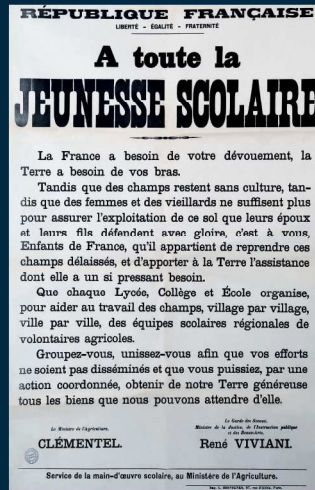 RÉPUBLIQUE FRANÇAISE
LIBERTÉ - ÉGALITÉ - FRATERNITÉ
A toute la
JEUNESSE SCOLAIRE
La France a besoin de votre dévouement, la
Terre a besoin de vos bras.
Tandis que des champs restent sans culture, tan-
dis que des femmes et des vieillards ne suffisent plus
pour assurer l'exploitation de ce sol que leurs époux
et leurs fils défendent avec gloire, c'est à vous,
Enfants de France, qu'il appartient de reprendre ces
champs délaissés, et d'apporter à la Terre l'assistance
dont elle a un si pressant besoin.
Que chaque Lycée, Collège et École organise,
pour aider au travail des champs, village par village,
ville par ville, des équipes scolaires régionales de
volontaires agricoles.
Groupez-vous, unissez-vous afin que vos efforts
ne soient pas disséminés et que vous puissiez, par une
action coordonnée, obtenir de notre Terre généreuse
tous les biens que nous pouvons attendre d'elle.
Le Ministre de l'Agriculture,
CLÉMENTEL.
Le Garde des Sceaux,
Ministre de la Justice, de l'Instruction publique
et des Beaux-Arts,
René VIVIANI.
Service de la main-d'œuvre scolaire, au Ministère de l'Agriculture.